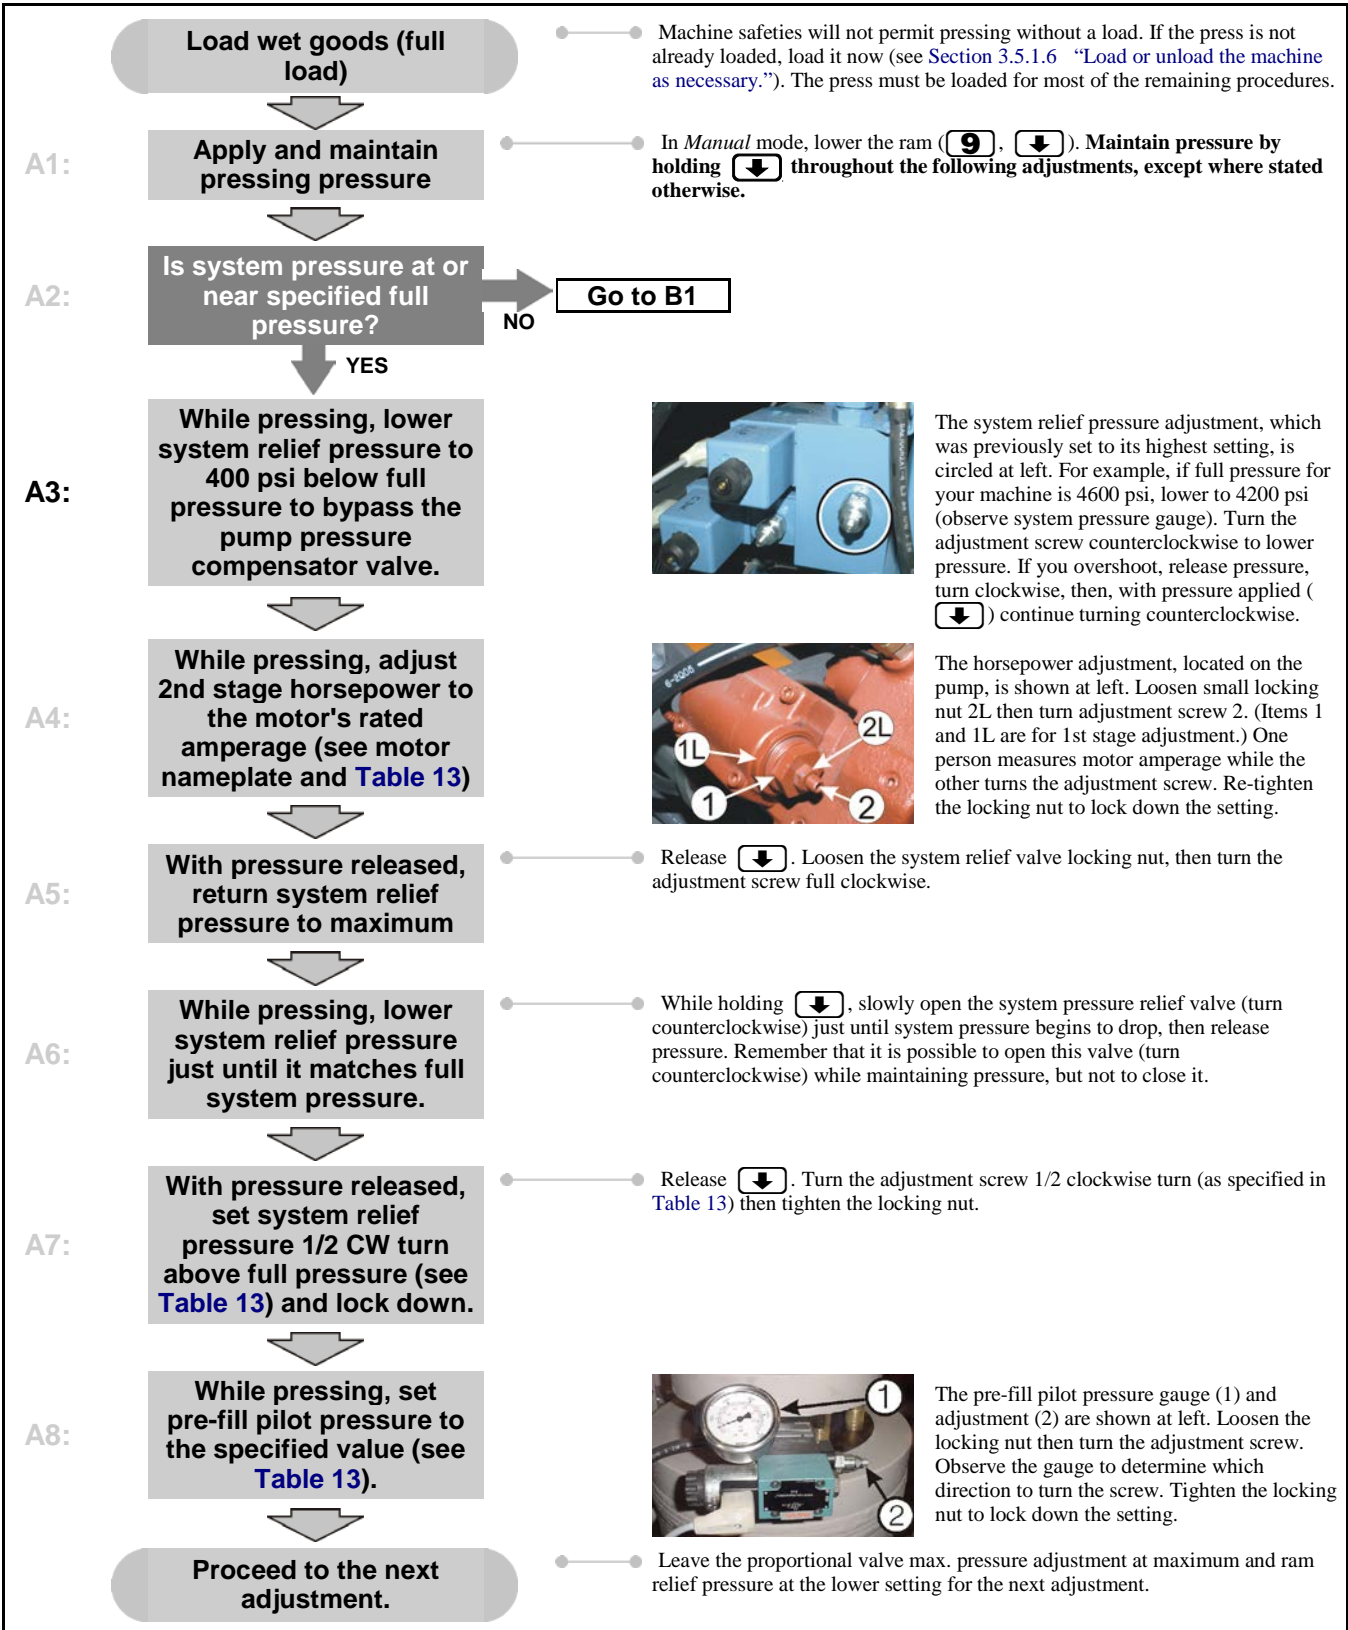 Load wet goods (full
load)
Machine safeties will not permit pressing without a load. If the press is not
already loaded, load it now (see Section 3.5.1.6 “Load or unload the machine
as necessary.”). The press must be loaded for most of the remaining procedures.
A1:
Apply and maintain
pressing pressure
In Manual mode, lower the ram ( 9 , 🡇 ). Maintain pressure by
holding 🡇 throughout the following adjustments, except where stated
otherwise.
A2:
Is system pressure at or
near specified full
pressure?
NO
Go to B1
YES
A3:
While pressing, lower
system relief pressure to
400 psi below full
pressure to bypass the
pump pressure
compensator valve.
The system relief pressure adjustment, which
was previously set to its highest setting, is
circled at left. For example, if full pressure for
your machine is 4600 psi, lower to 4200 psi
(observe system pressure gauge). Turn the
adjustment screw counterclockwise to lower
pressure. If you overshoot, release pressure,
turn clockwise, then, with pressure applied (
🡇 ) continue turning counterclockwise.
A4:
While pressing, adjust
2nd stage horsepower to
the motor's rated
amperage (see motor
nameplate and Table 13)
1L
2L
1
2
The horsepower adjustment, located on the
pump, is shown at left. Loosen small locking
nut 2L then turn adjustment screw 2. (Items 1
and 1L are for 1st stage adjustment.) One
person measures motor amperage while the
other turns the adjustment screw. Re-tighten
the locking nut to lock down the setting.
A5:
With pressure released,
return system relief
pressure to maximum
Release 🡇 . Loosen the system relief valve locking nut, then turn the
adjustment screw full clockwise.
A6:
While pressing, lower
system relief pressure
just until it matches full
system pressure.
While holding 🡇 , slowly open the system pressure relief valve (turn
counterclockwise) just until system pressure begins to drop, then release
pressure. Remember that it is possible to open this valve (turn
counterclockwise) while maintaining pressure, but not to close it.
A7:
With pressure released,
set system relief
pressure 1/2 CW turn
above full pressure (see
Table 13) and lock down.
Release 🡇 . Turn the adjustment screw 1/2 clockwise turn (as specified in
Table 13) then tighten the locking nut.
A8:
While pressing, set
pre-fill pilot pressure to
the specified value (see
Table 13).
1
2
The pre-fill pilot pressure gauge (1) and
adjustment (2) are shown at left. Loosen the
locking nut then turn the adjustment screw.
Observe the gauge to determine which
direction to turn the screw. Tighten the locking
nut to lock down the setting.
Proceed to the next
adjustment.
Leave the proportional valve max. pressure adjustment at maximum and ram
relief pressure at the lower setting for the next adjustment.